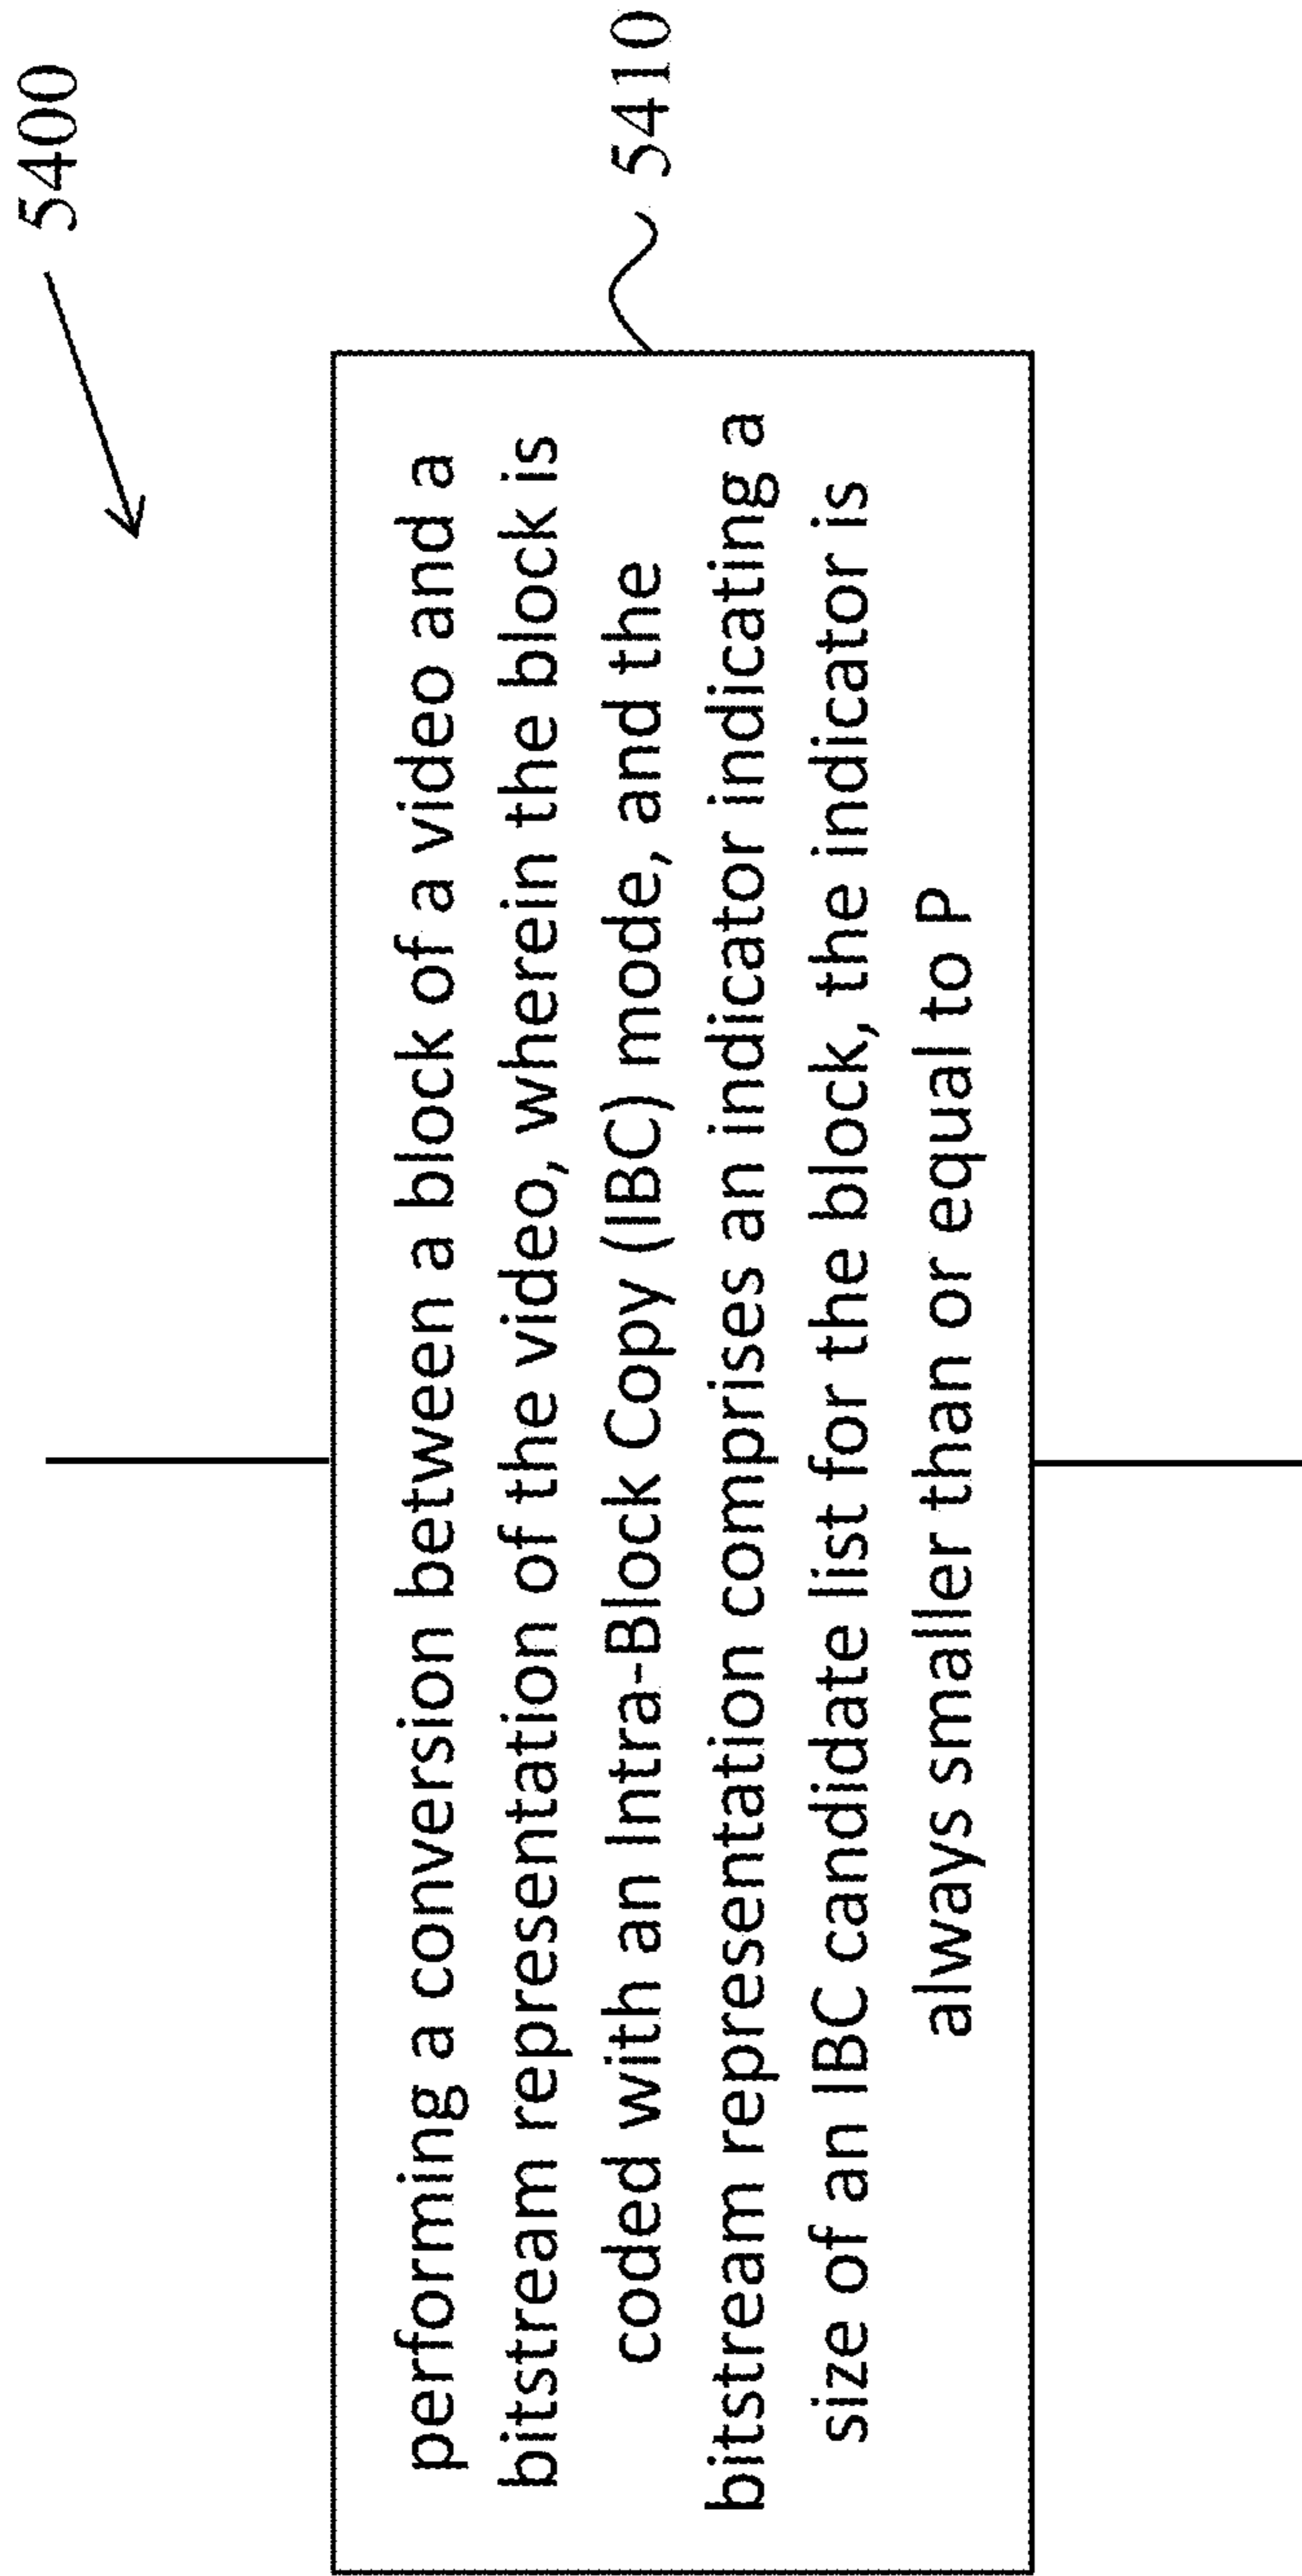 5400
performing a conversion between a block of a video and a
bitstream representation of the video, wherein the block is
coded with an Intra-Block Copy (IBC) mode, and the
bitstream representation comprises an indicator indicating a
size of an IBC candidate list for the block, the indicator is
always smaller than or equal to P
5410